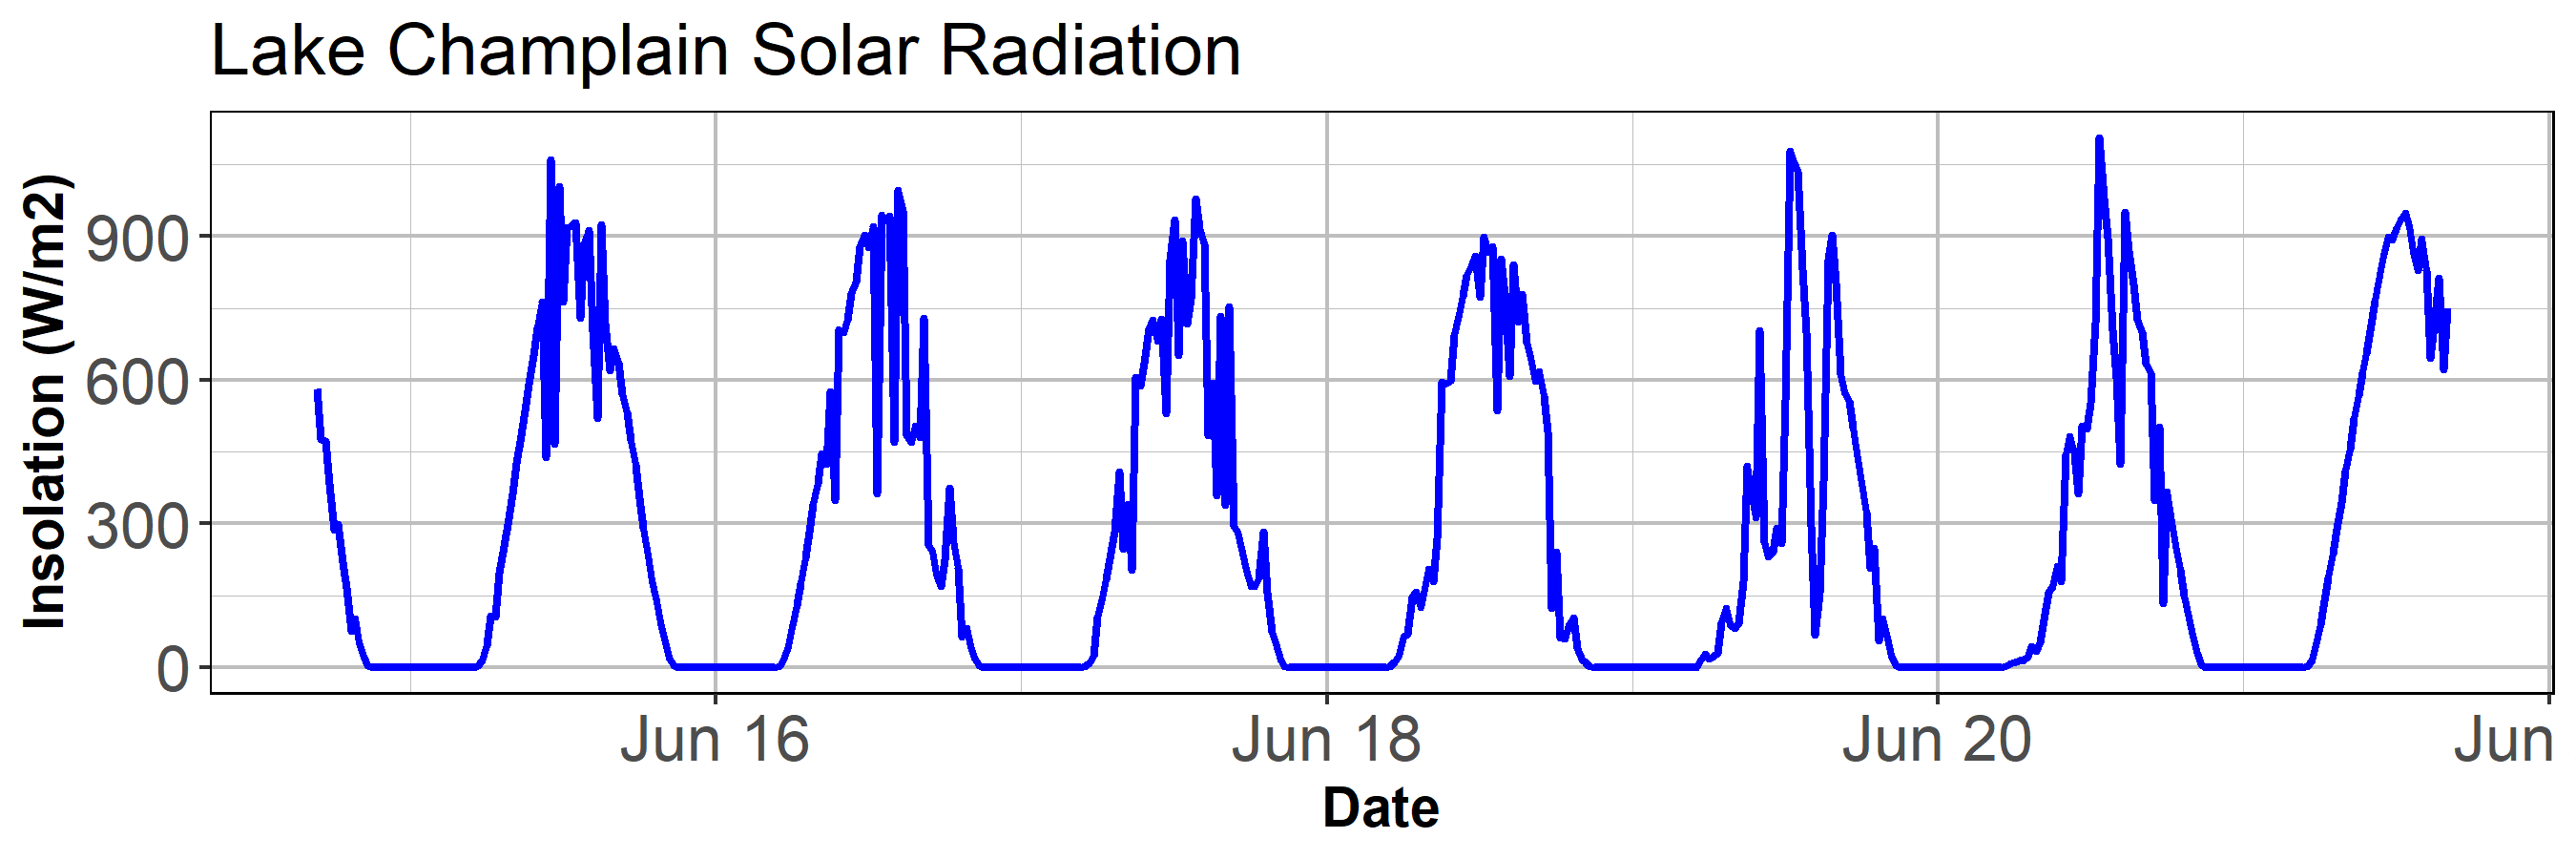 Lake Champlain Solar Radiation
Insolation (W/m2)
900
600
300
0
Jun 16
Jun 18
Jun 20
Jun
Date